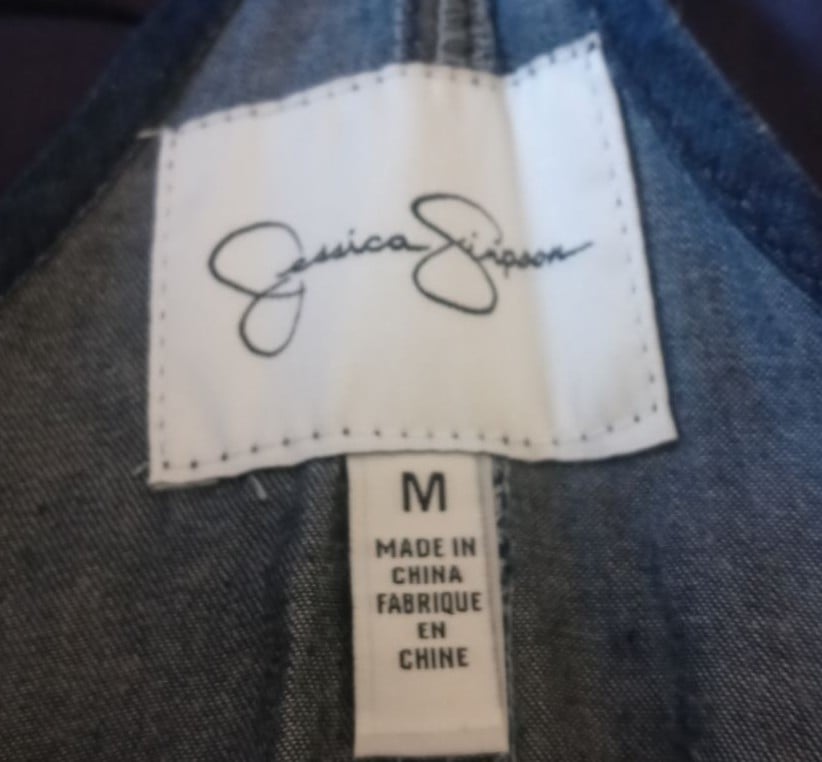 Jessica Simpson
M
MADE IN
CHINA
FABRIQUE
EN
CHINE